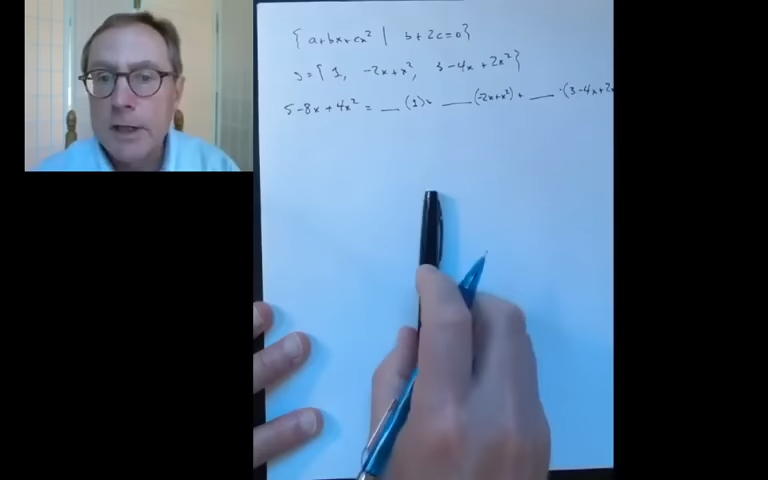 { a+bx+cx² | b+2c=0}
S={ 1, -2x+x², 3-4x+2x²}
5-8x+4x² = __ (1)+ __ (-2x+x²) + __ ·(3-4x+2x